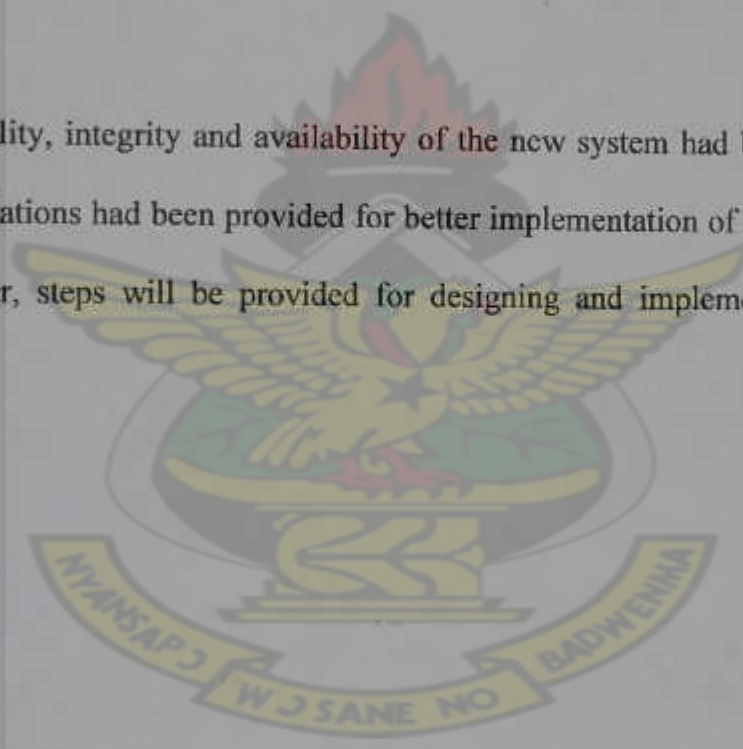 lity, integrity and availability of the new system had
ations had been provided for better implementation of
r, steps will be provided for designing and impleme
NYANSAPƆ WƆSANE NO BADWENMA